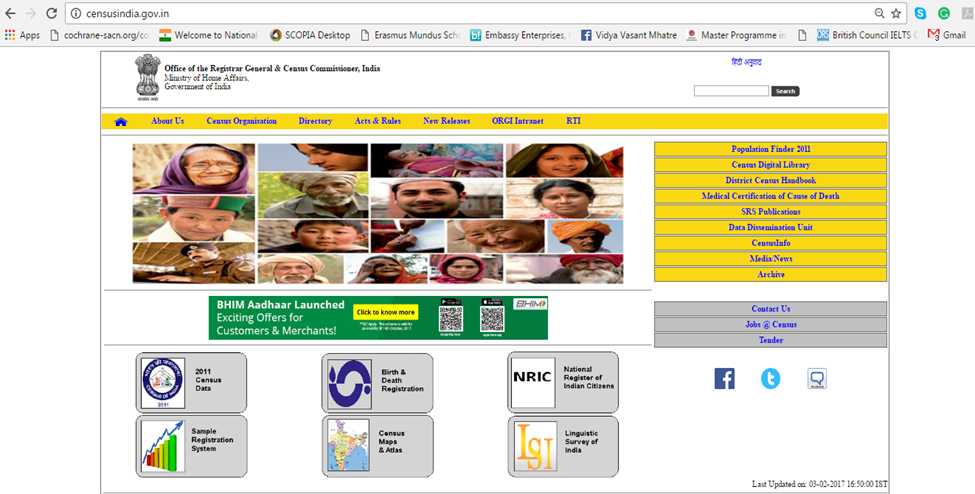 censusindia.gov.in
Apps
cochrane-sacn.org/co
Welcome to National
SCOPIA Desktop
Erasmus Mundus Sch
Embassy Enterprises,
Vidya Vasant Mhatre
Master Programme in
British Council IELTS
Gmail
Office of the Registrar General & Census Commissioner, India
Ministry of Home Affairs,
Government of India
हिंदी अनुवाद
Search
About Us
Census Organisation
Directory
Acts & Rules
New Releases
ORGI Intranet
RTI
Population Finder 2011
Census Digital Library
District Census Handbook
Medical Certification of Cause of Death
SRS Publications
Data Dissemination Unit
CensusInfo
Media/News
Archive
BHIM Aadhaar Launched
Exciting Offers for
Customers & Merchants!
Click to know more
BHIM
Contact Us
Jobs @ Census
Tender
2011
Census
Data
2011
Birth &
Death
Registration
NRIC
National
Register of
Indian Citizens
Sample
Registration
System
Census
Maps
& Atlas
LSI
Linguistic
Survey of
India
Last Updated on: 03-02-2017 16:50:00 IST